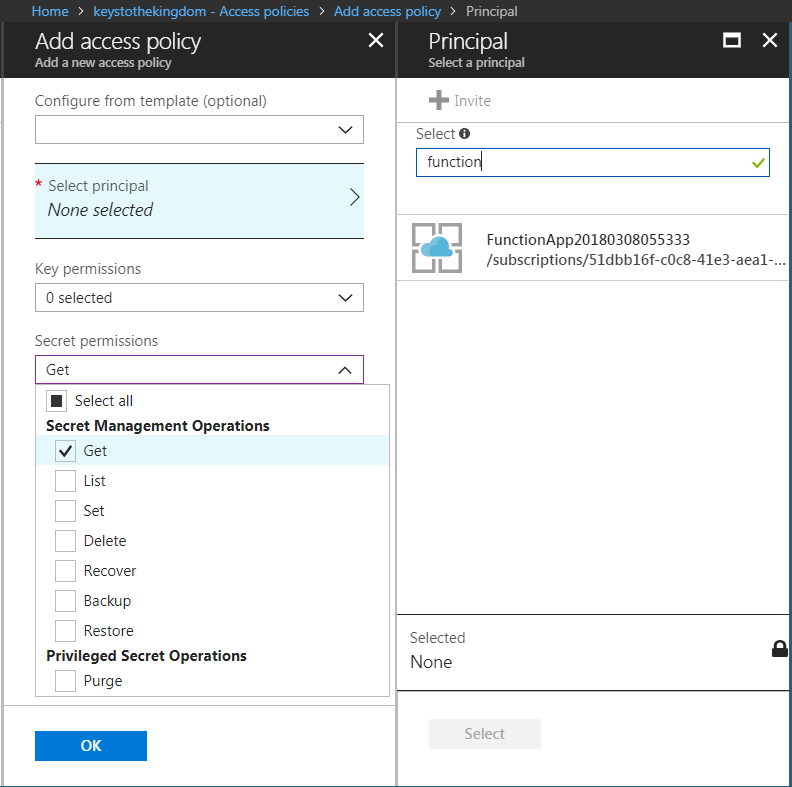 Home > keystothekingdom - Access policies > Add access policy > Principal
Add access policy
Add a new access policy
Configure from template (optional)
* Select principal
None selected
Key permissions
0 selected
Secret permissions
Get
Select all
Secret Management Operations
Get
List
Set
Delete
Recover
Backup
Restore
Privileged Secret Operations
Purge
OK
Principal
Select a principal
Invite
Select
function
FunctionApp20180308055333
/subscriptions/51dbb16f-c0c8-41e3-aea1-...
Selected
None
Select